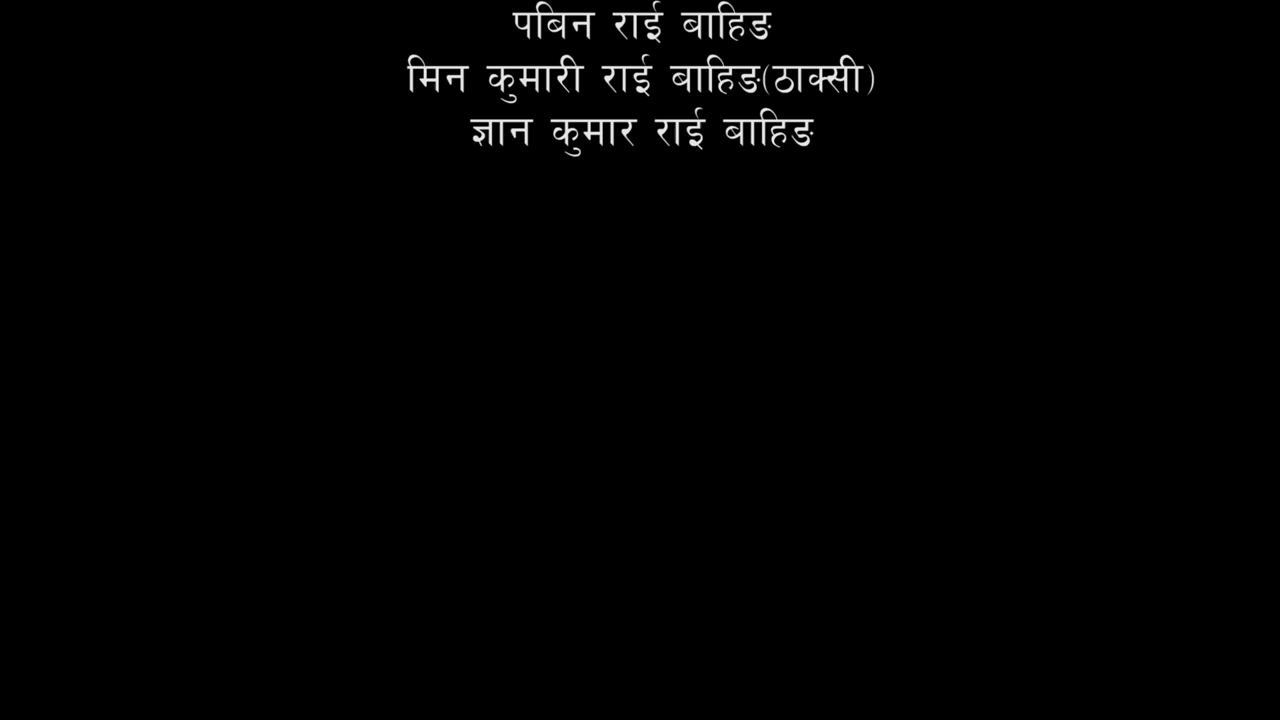 पबिन राई बाहिङ
मिन कुमारी राई बाहिङ(ठाक्सी)
ज्ञान कुमार राई बाहिङ